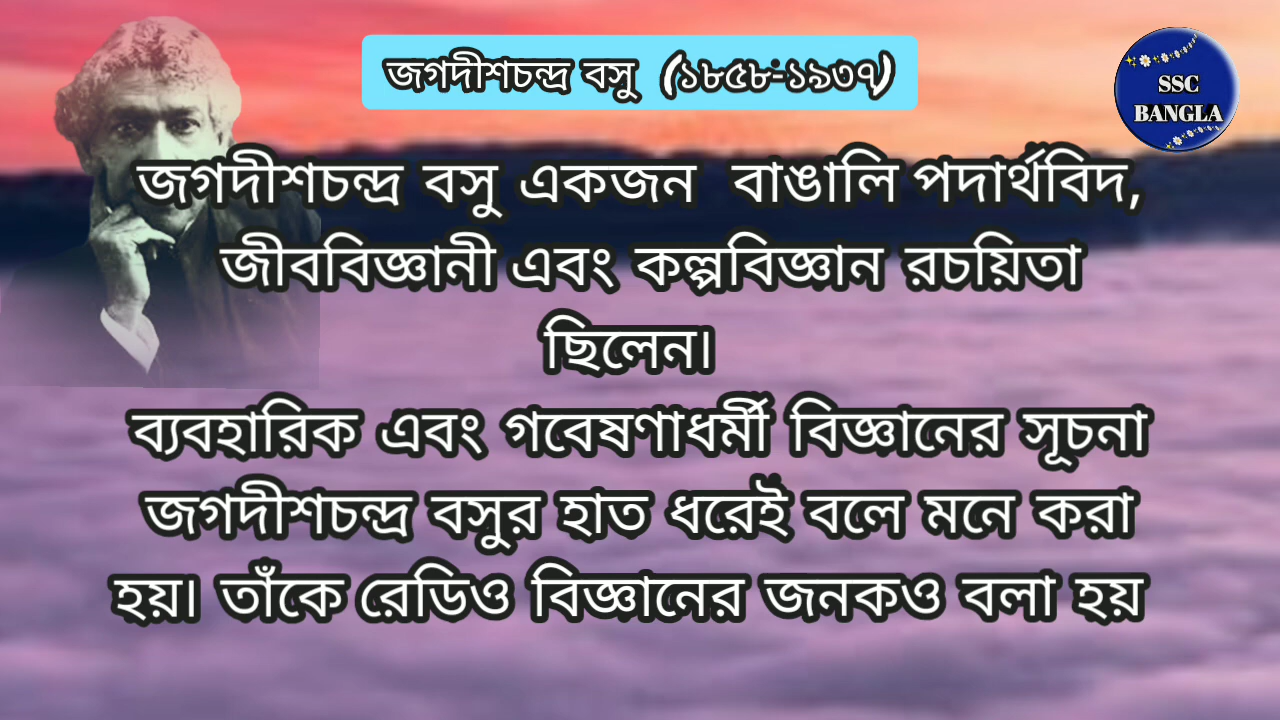 জগদীশচন্দ্র বসু (১৮৫৮-১৯৩৭)
SSC
BANGLA
জগদীশচন্দ্র বসু একজন বাঙালি পদার্থবিদ,
জীববিজ্ঞানী এবং কল্পবিজ্ঞান রচয়িতা
ছিলেন।
ব্যবহারিক এবং গবেষণাধর্মী বিজ্ঞানের সূচনা
জগদীশচন্দ্র বসুর হাত ধরেই বলে মনে করা
হয়। তাঁকে রেডিও বিজ্ঞানের জনকও বলা হয়